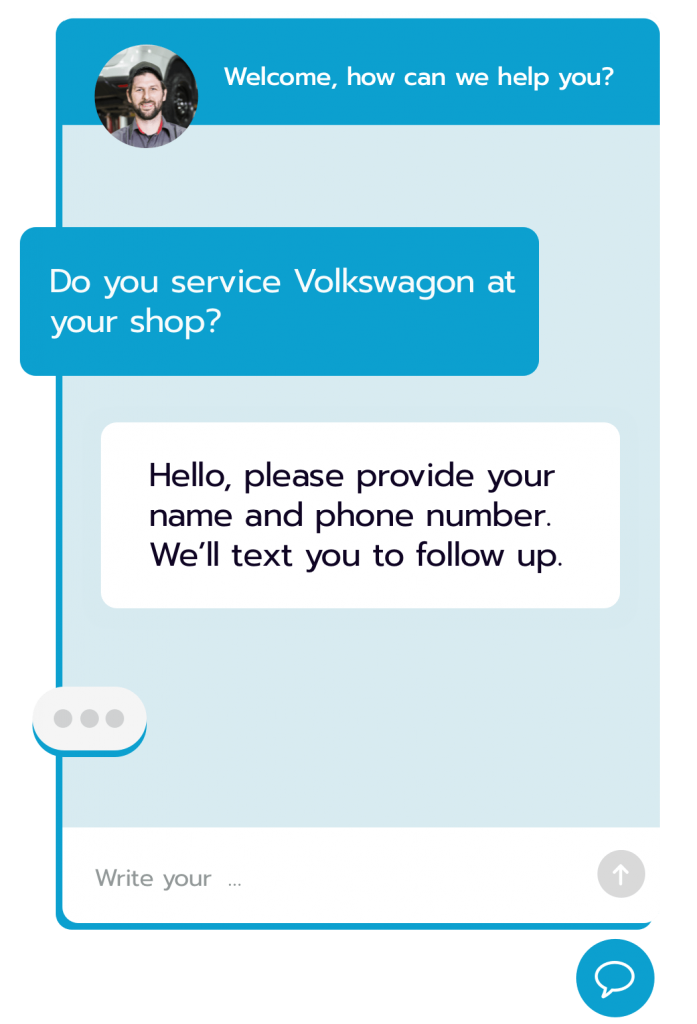 Welcome, how can we help you?
Do you service Volkswagon at
your shop?
Hello, please provide your
name and phone number.
We’ll text you to follow up.
Write your ...